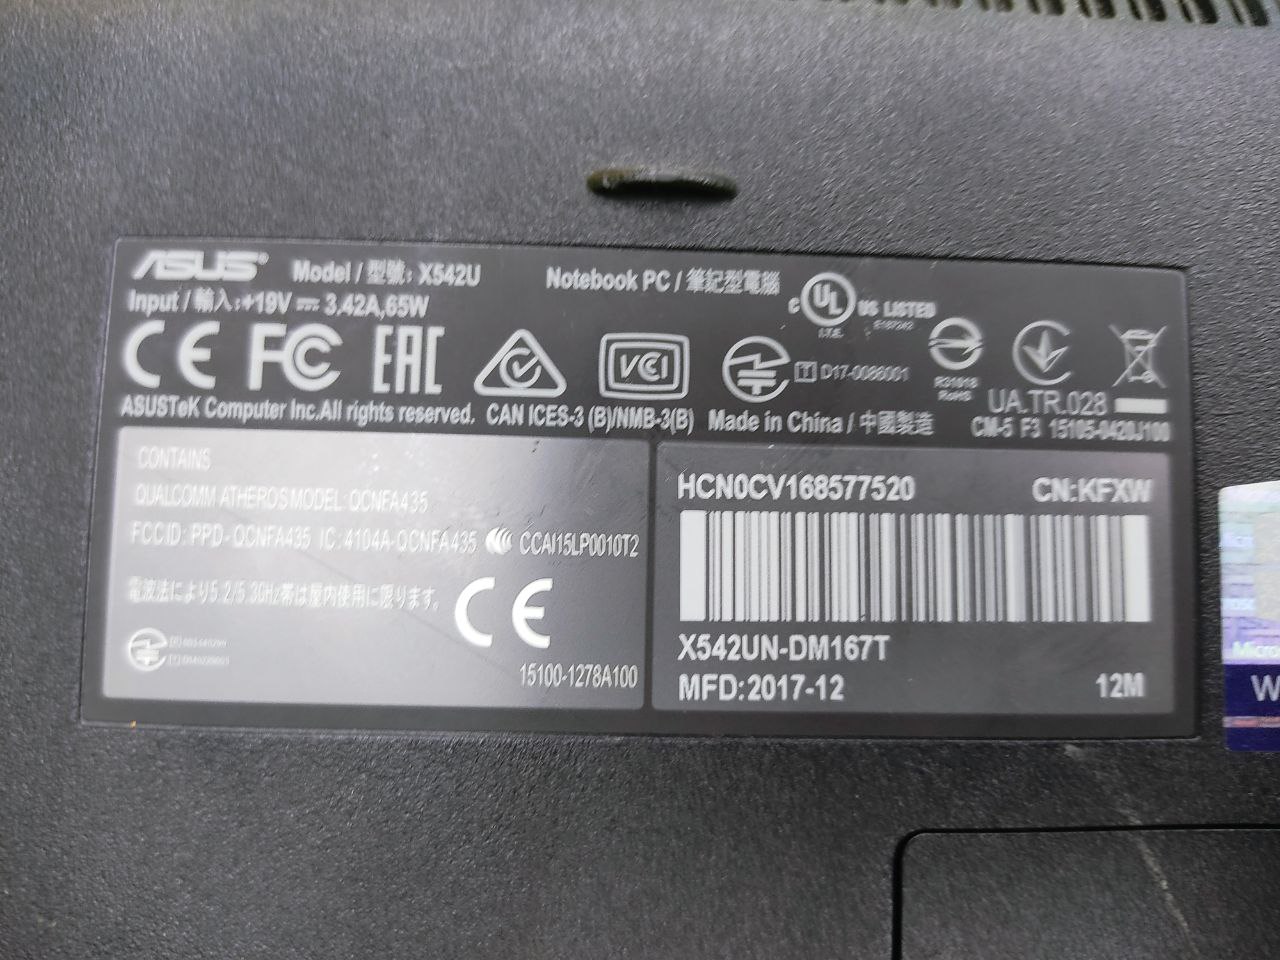 ASUS Model / 型號: X542U Notebook PC / 筆記型電腦
Input / 輸入:+19V 3.42A,65W
c UL US LISTED
I.T.E. E187242
CE FC EAC VCI T D17-0086001 R31018 RoHS UA.TR.028
ASUSTeK Computer Inc.All rights reserved. CAN ICES-3 (B)/NMB-3(B) Made in China / 中國製造 CM-5 F3 15105-0420J100
CONTAINS
QUALCOMM ATHEROS MODEL: QCNFA435
FCC ID: PPD-QCNFA435 IC: 4104A-QCNFA435 CCAI15LP0010T2
電波法により5.2/5.3GHz帯は屋内使用に限ります。 CE
15100-1278A100
HCN0CV168577520 CN:KFXW
X542UN-DM167T
MFD:2017-12 12M
Micro
W